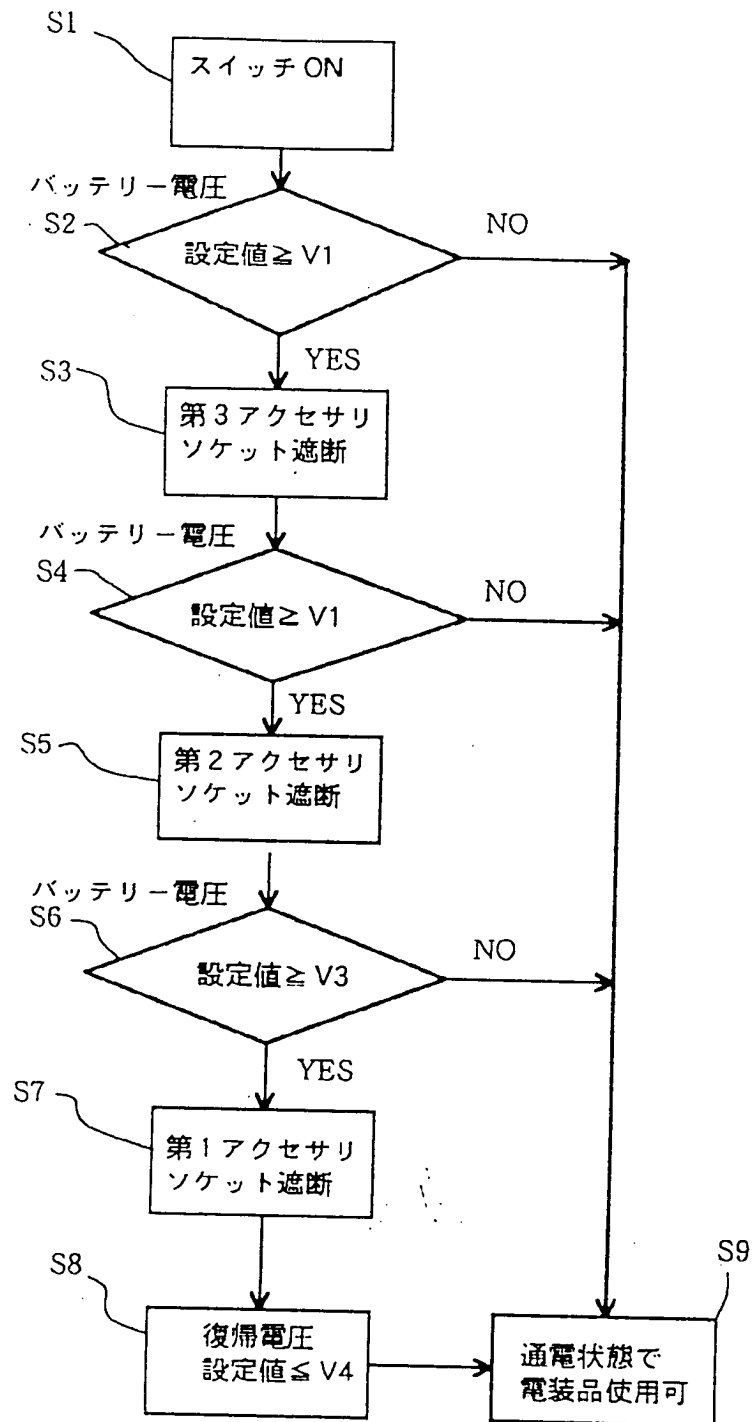 S1
スイッチ ON
バッテリー電圧
S2
設定値≧V1
NO
YES
S3
第3アクセサリ
ソケット遮断
バッテリー電圧
S4
設定値≧V1
NO
YES
S5
第2アクセサリ
ソケット遮断
バッテリー電圧
S6
設定値≧V3
NO
YES
S7
第1アクセサリ
ソケット遮断
S8
復帰電圧
設定値≦V4
S9
通電状態で
電装品使用可